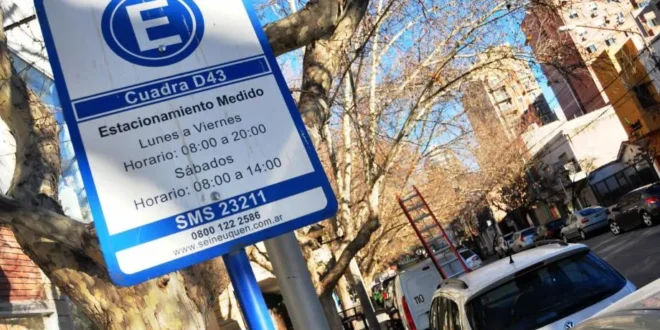 E
Cuadra D43
Estacionamiento Medido
Lunes a Viernes
Horario: 08:00 a 20:00
Sábados
Horario: 08:00 a 14:00
SMS 23211
0800 122 2586
www.seineuquen.com.ar